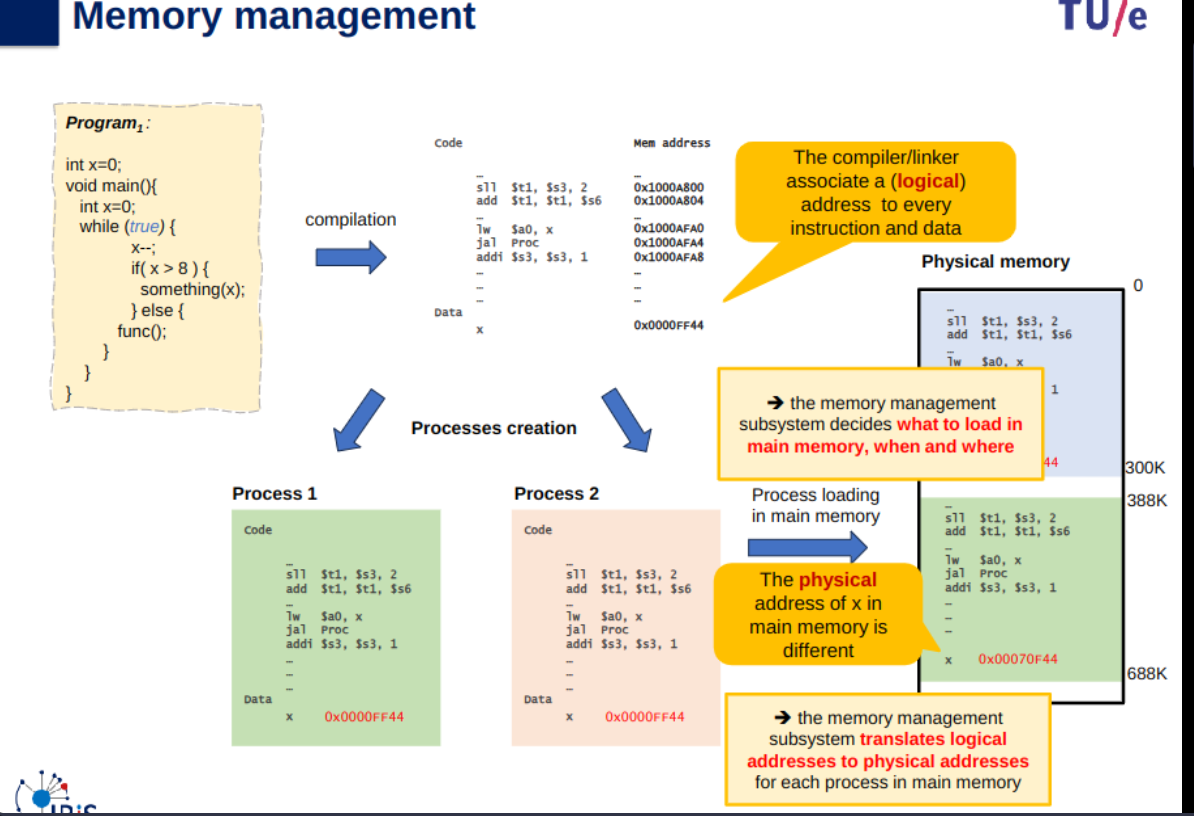 Memory management
TU/e
Program1:
int x=0;
void main(){
int x=0;
while (true) {
x--;
if( x > 8 ) {
something(x);
} else {
func();
}
}
}
compilation
Code
Mem address
… …
sll $t1, $s3, 2 0x1000A800
add $t1, $t1, $s6 0x1000A804
… …
lw $a0, x 0x1000AFA0
jal Proc 0x1000AFA4
addi $s3, $s3, 1 0x1000AFA8
… …
… …
… …
Data
x 0x0000FF44
The compiler/linker
associate a (logical)
address to every
instruction and data
Processes creation
Process 1
Code
…
sll $t1, $s3, 2
add $t1, $t1, $s6
…
lw $a0, x
jal Proc
addi $s3, $s3, 1
…
…
…
Data
x 0x0000FF44
Process 2
Code
…
sll $t1, $s3, 2
add $t1, $t1, $s6
…
lw $a0, x
jal Proc
addi $s3, $s3, 1
…
…
…
Data
x 0x0000FF44
Process loading
in main memory
Physical memory
0
…
sll $t1, $s3, 2
add $t1, $t1, $s6
…
lw $a0, x
1
44
300K
➔ the memory management
subsystem decides what to load in
main memory, when and where
388K
…
sll $t1, $s3, 2
add $t1, $t1, $s6
…
lw $a0, x
jal Proc
addi $s3, $s3, 1
…
…
…
x 0x00070F44
688K
The physical
address of x in
main memory is
different
➔ the memory management
subsystem translates logical
addresses to physical addresses
for each process in main memory